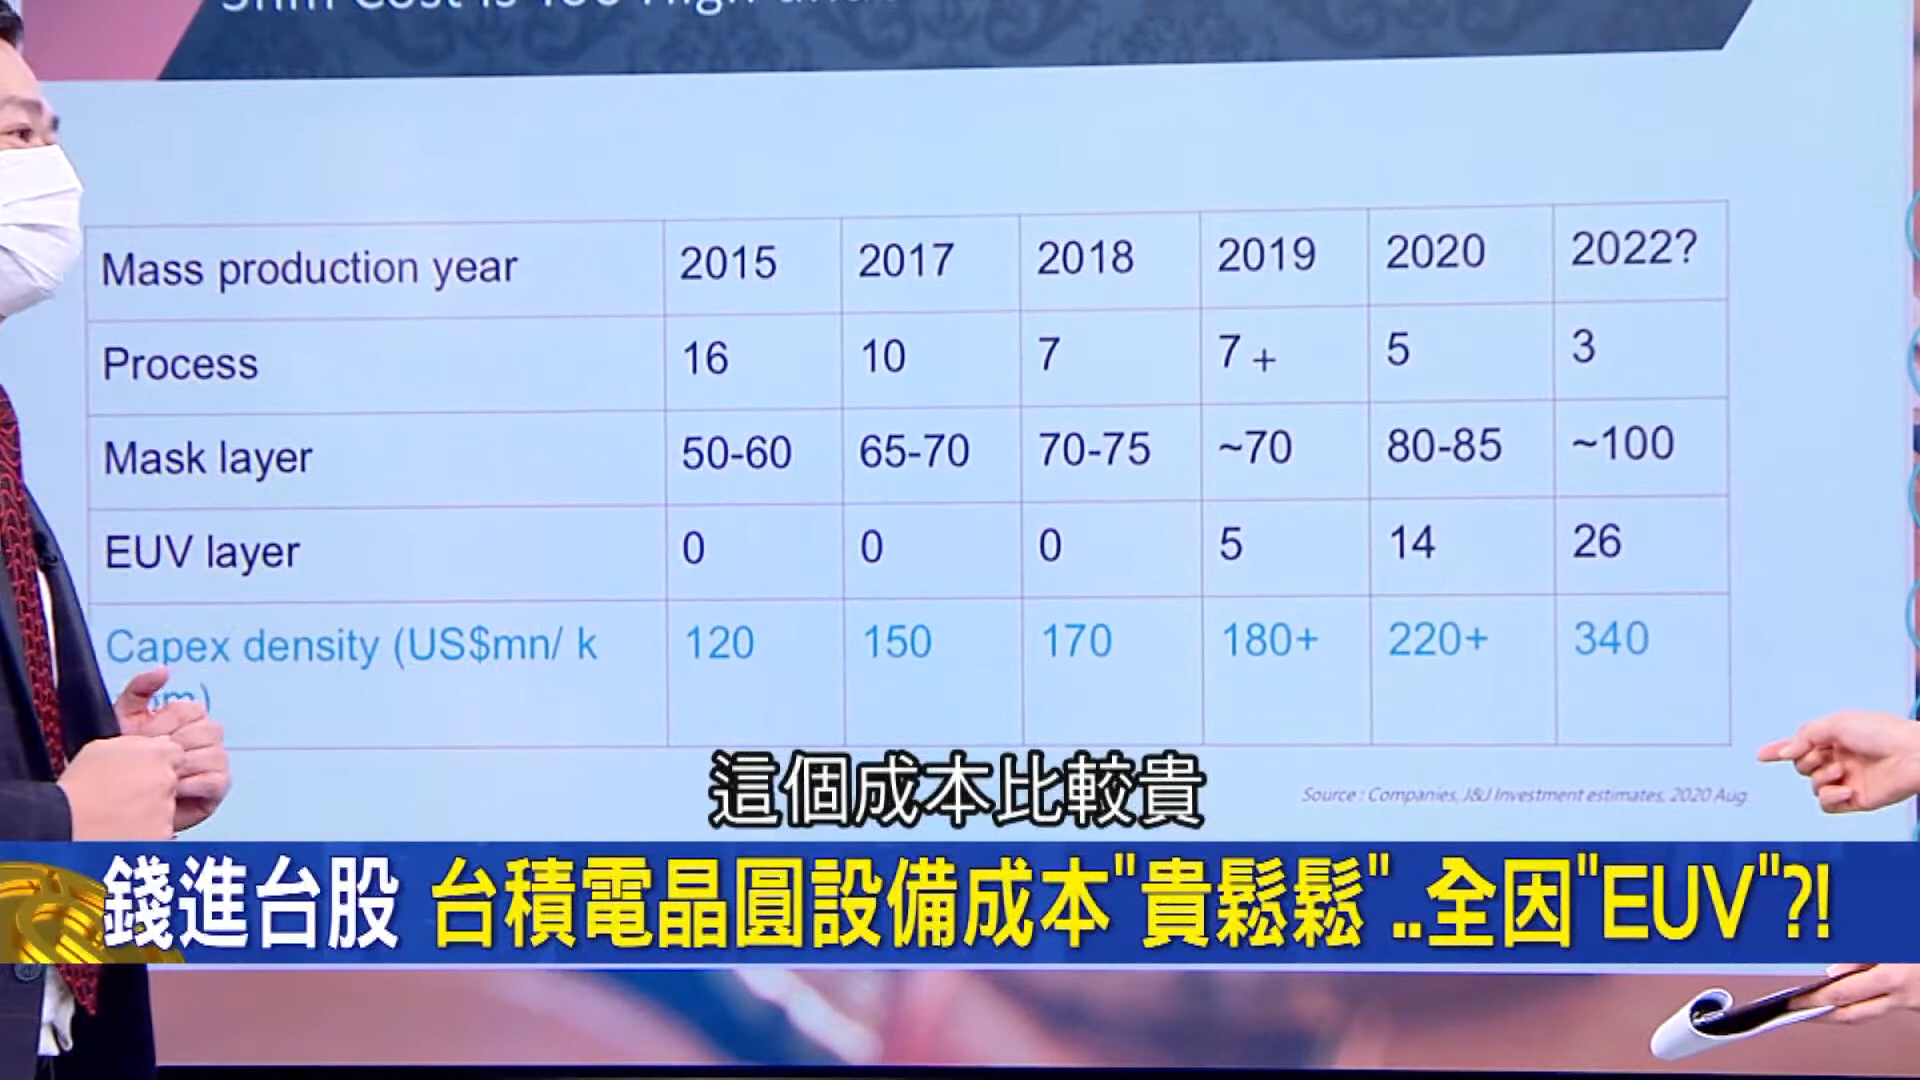 Cost is Too High
Mass production year 2015 2017 2018 2019 2020 2022?
Process 16 10 7 7+ 5 3
Mask layer 50-60 65-70 70-75 ~70 80-85 ~100
EUV layer 0 0 0 5 14 26
Capex density (US$mn/ k 120 150 170 180+ 220+ 340
這個成本比較貴
Source : Companies, J&J Investment estimates, 2020 Aug
錢進台股 台積電晶圓設備成本"貴鬆鬆"..全因"EUV"?!